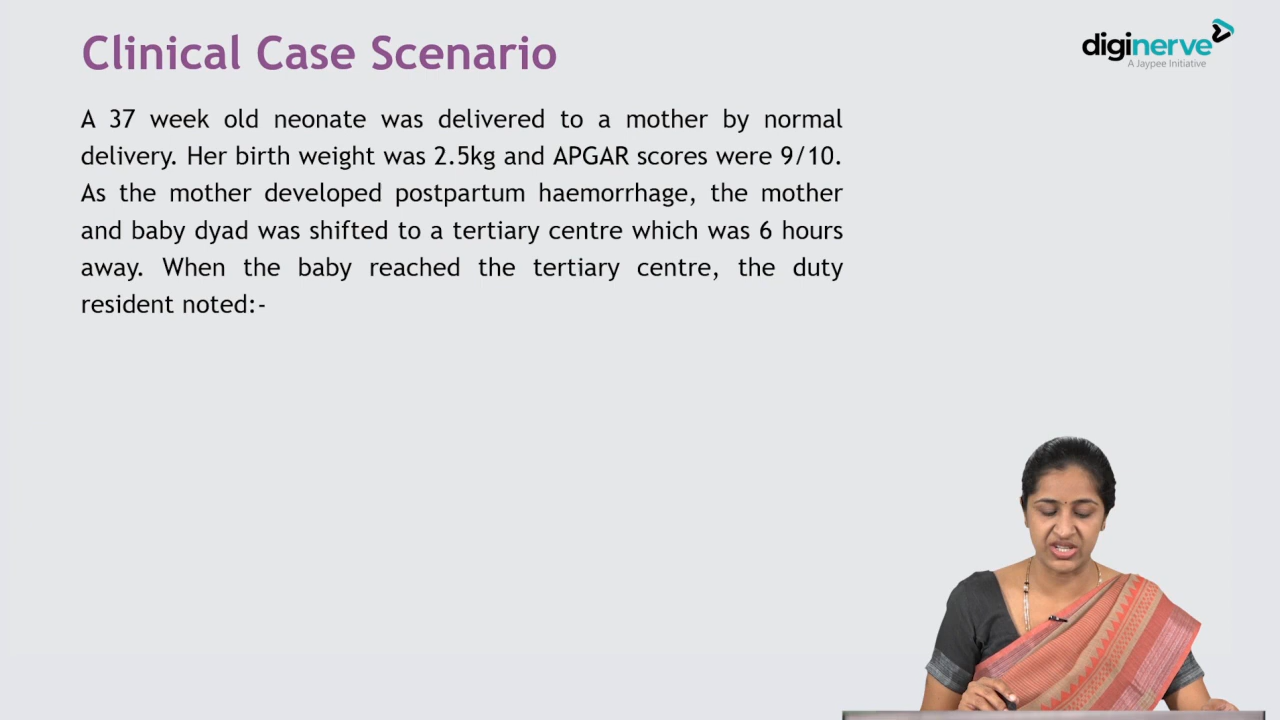 Clinical Case Scenario
diginerve
A Jaypee Initiative
A 37 week old neonate was delivered to a mother by normal
delivery. Her birth weight was 2.5kg and APGAR scores were 9/10.
As the mother developed postpartum haemorrhage, the mother
and baby dyad was shifted to a tertiary centre which was 6 hours
away. When the baby reached the tertiary centre, the duty
resident noted:-